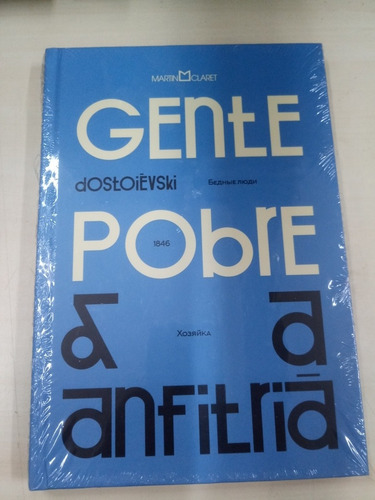 MARTIN CLARET
GENTE
DOSTOIÉVSKI Бедные люди
POBRE
1846
& a
Хозяйка
anfitriã